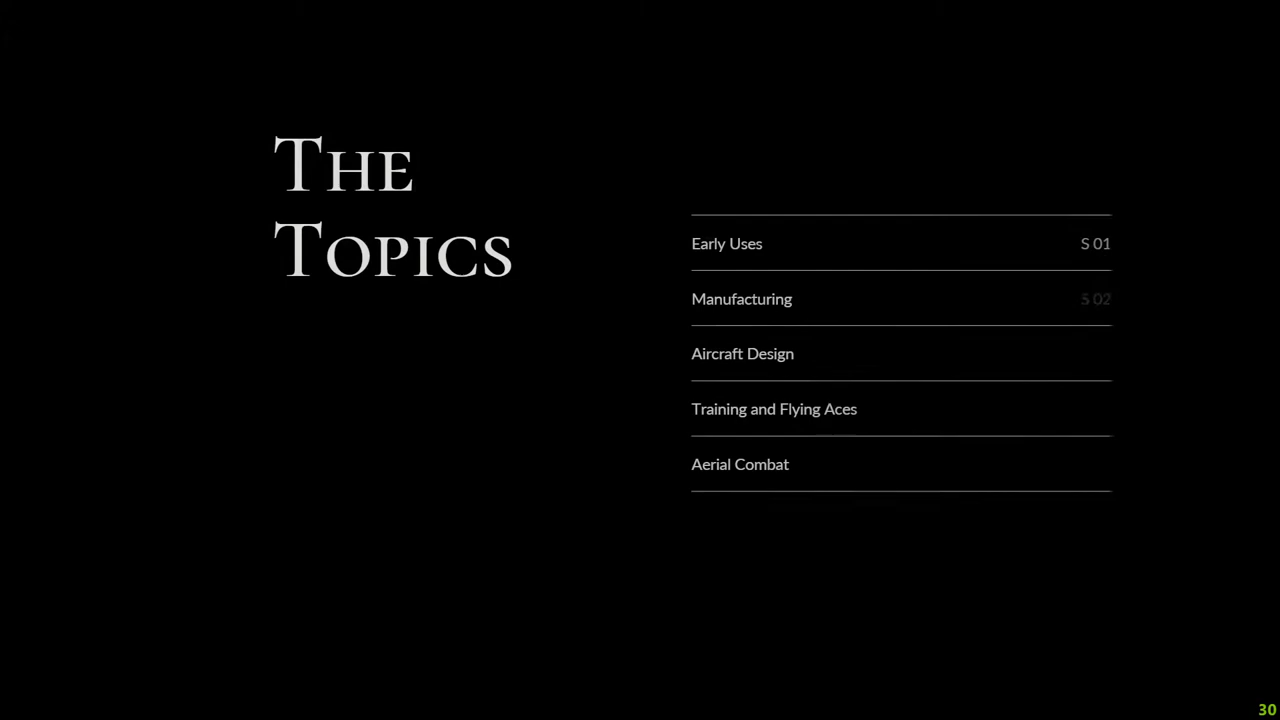 The
Topics
Early Uses S 01
Manufacturing S 02
Aircraft Design
Training and Flying Aces
Aerial Combat
30